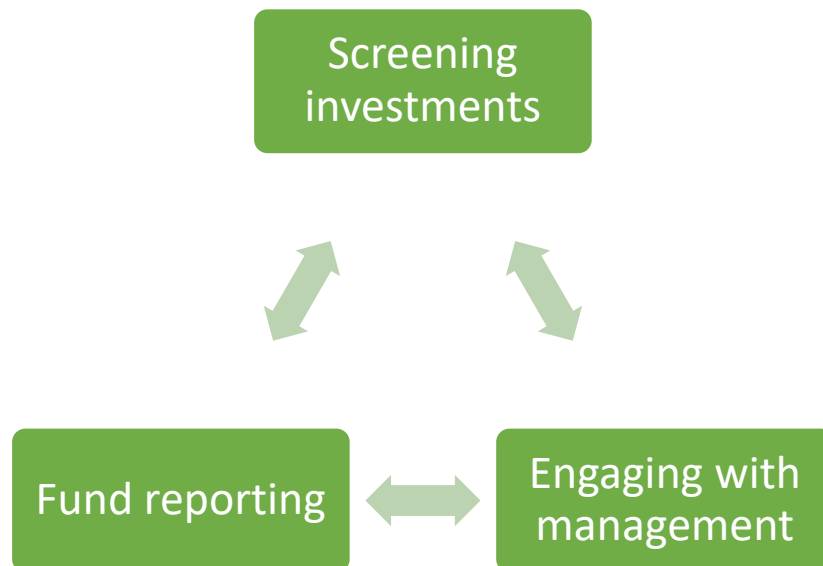 Screening
investments
Fund reporting
Engaging with
management